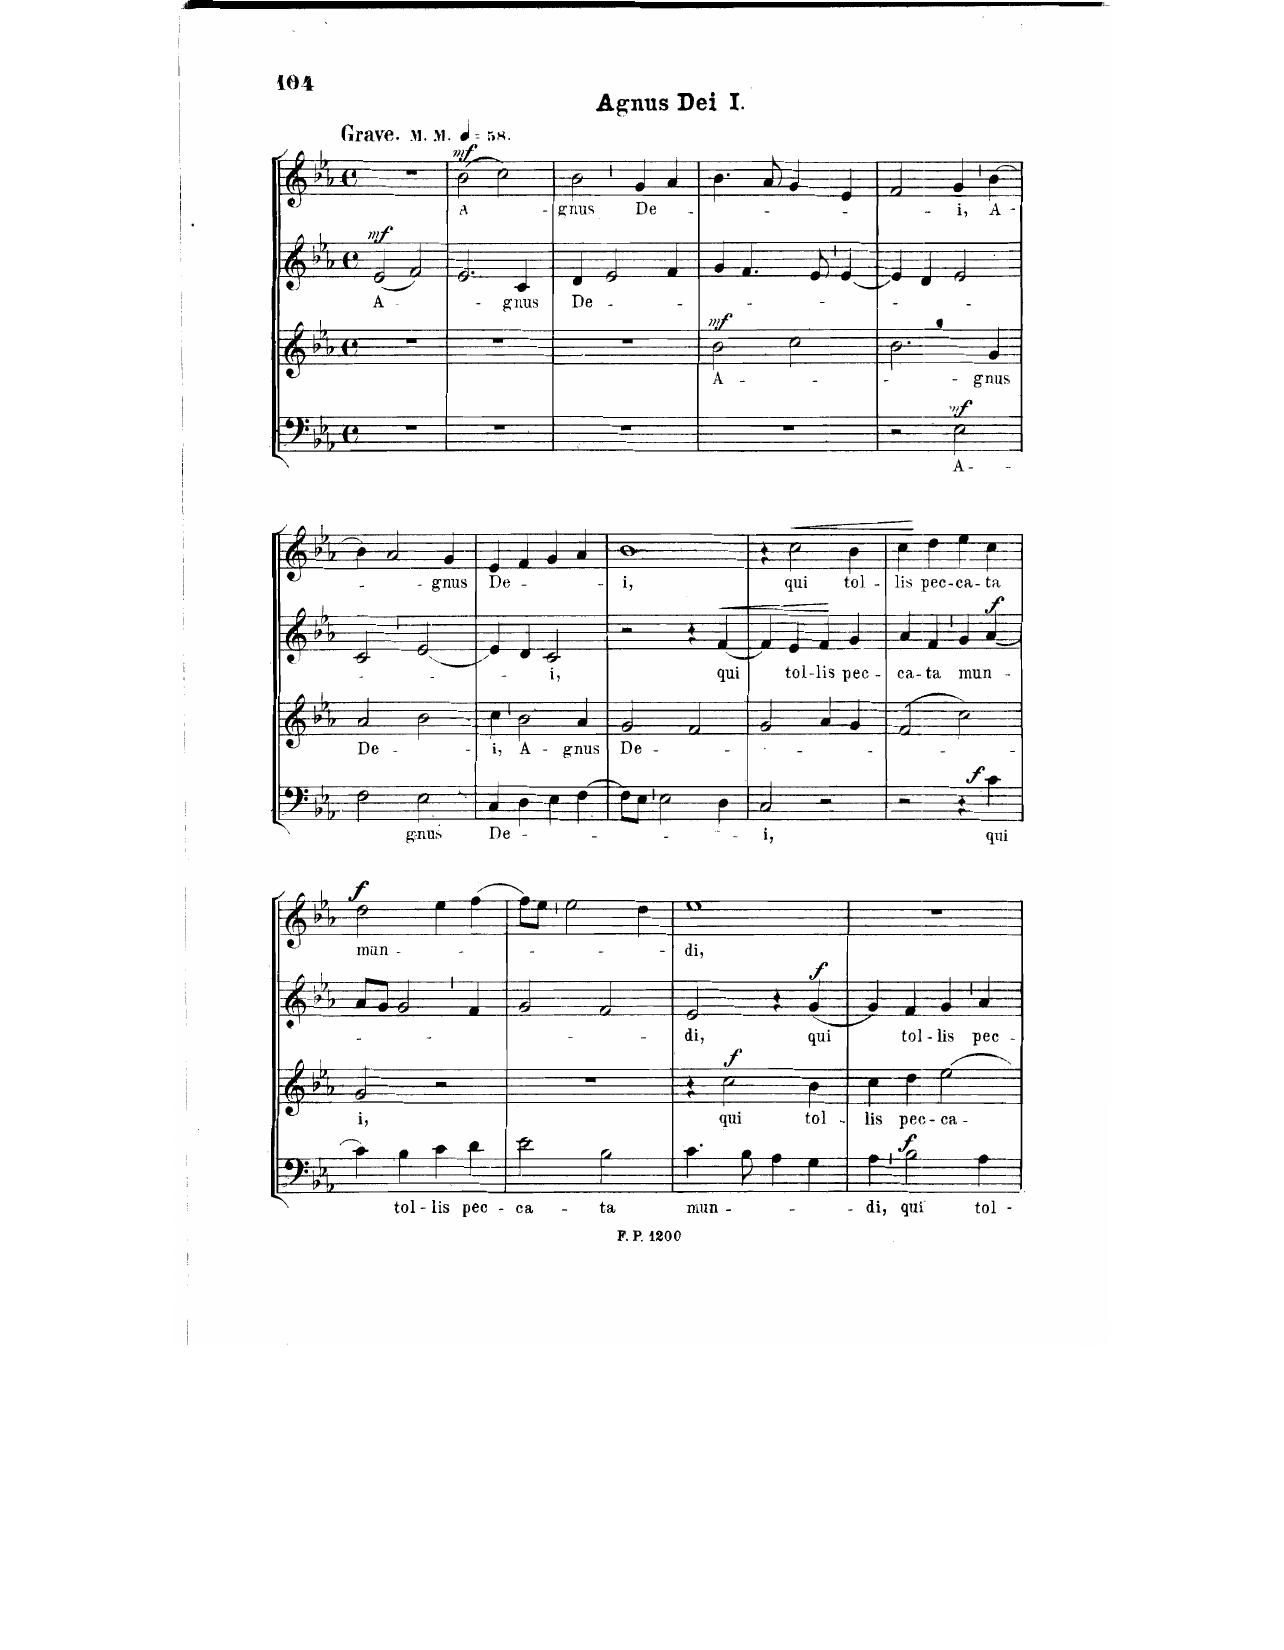 104
Agnus Dei I.
Grave. M. M. ♩= 58.
mf
A - gnus De - - - - - i, A -
mf
A - - gnus De - - - - - - -
mf
A - - - - gnus
mf
A - -
- - gnus De - - - i, qui tol - lis pec-ca-ta
f
- - - - i, qui tol-lis pec - ca-ta mun -
De - - i, A - gnus De - - - - - - -
f
gnus De - - - - - - i, qui
f
mun - - - - - di,
f
- - - - - di, qui tol-lis pec -
f
i, qui tol - lis pec-ca -
f
tol-lis pec - ca - ta mun - - - di, qui tol -
F. P. 1200